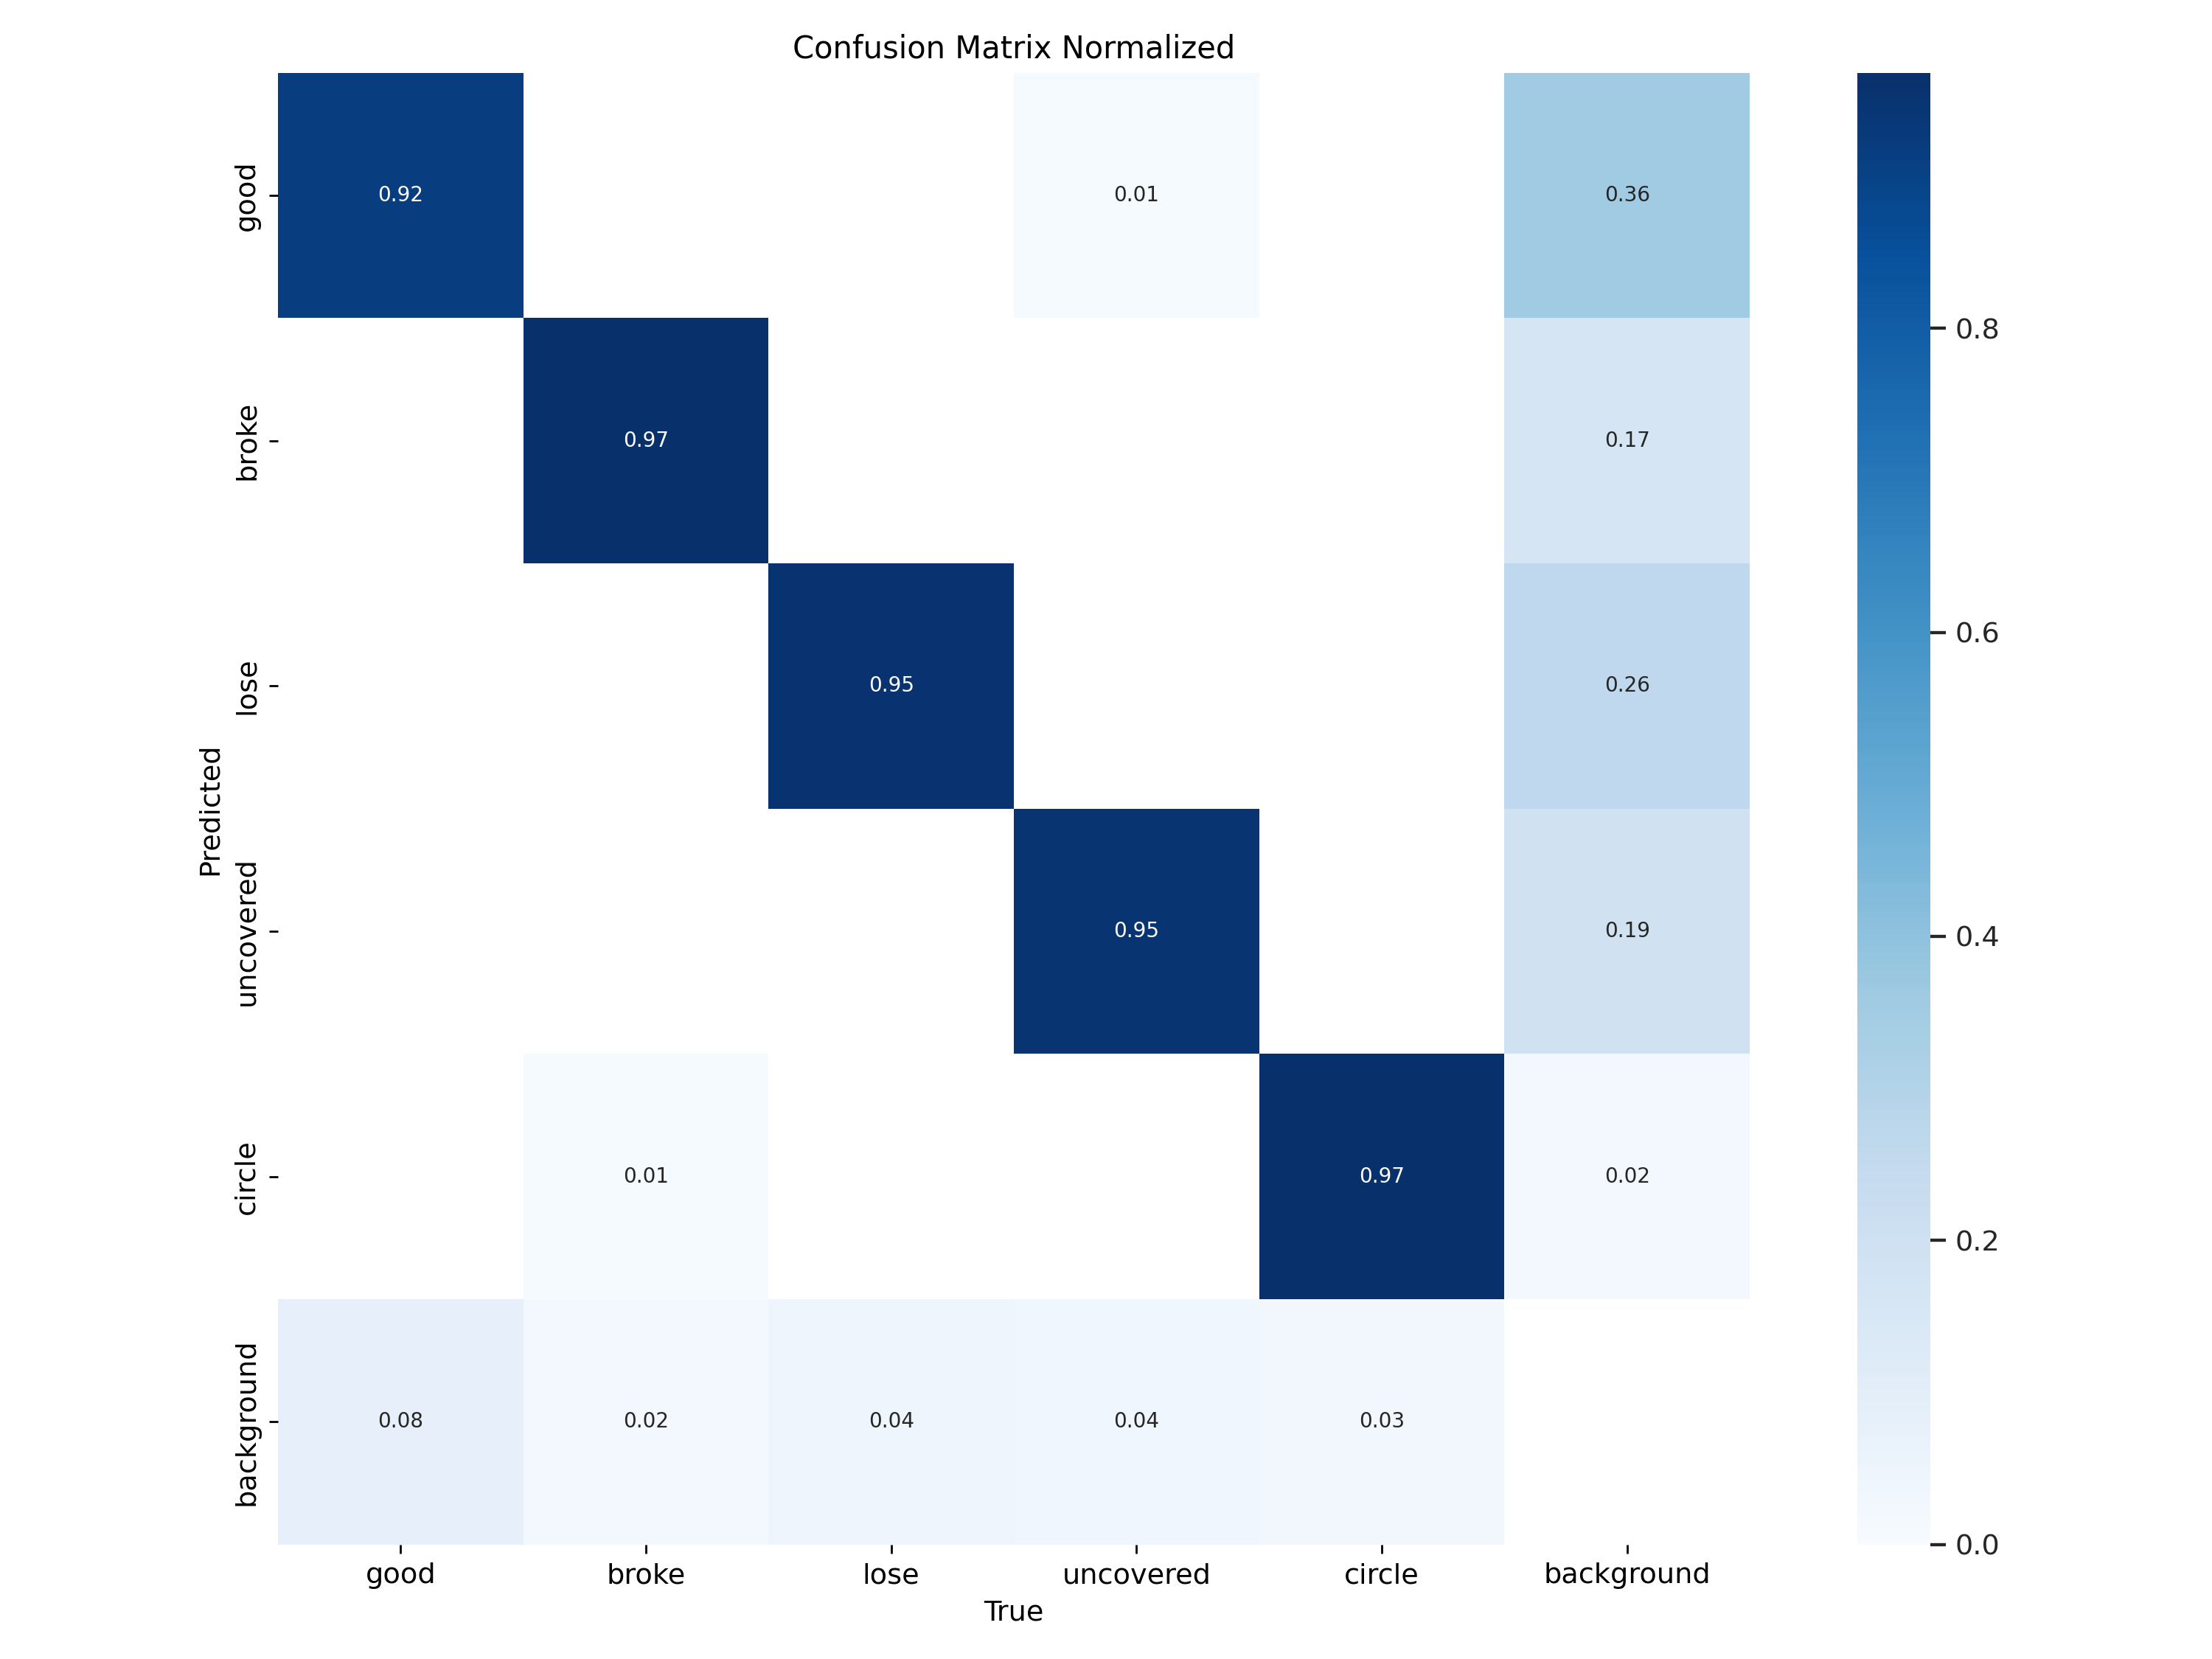 Confusion Matrix Normalized
good
0.92
0.01
0.36
broke
0.97
0.17
lose
0.95
0.26
uncovered
0.95
0.19
circle
0.01
0.97
0.02
background
0.08
0.02
0.04
0.04
0.03
Predicted
good broke lose uncovered circle background
True
0.8
0.6
0.4
0.2
0.0